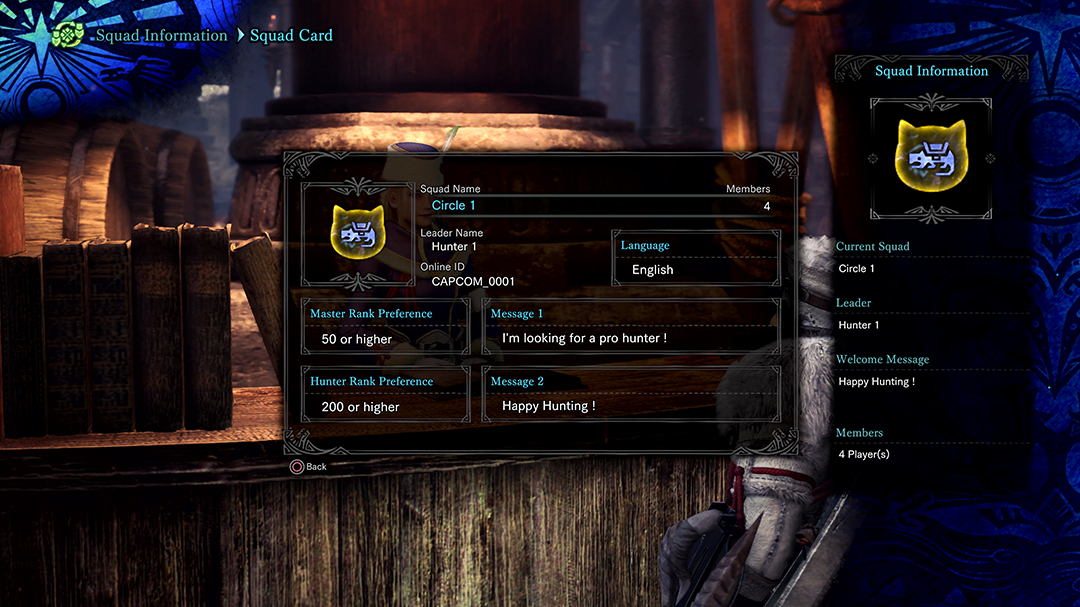 Squad Information
Squad Card
Squad Name
Members
Circle 1
4
Leader Name
Hunter 1
Online ID
CAPCOM_0001
Language
English
Master Rank Preference
50 or higher
Message 1
I'm looking for a pro hunter !
Hunter Rank Preference
200 or higher
Message 2
Happy Hunting !
Back
Squad Information
Current Squad
Circle 1
Leader
Hunter 1
Welcome Message
Happy Hunting !
Members
4 Player(s)